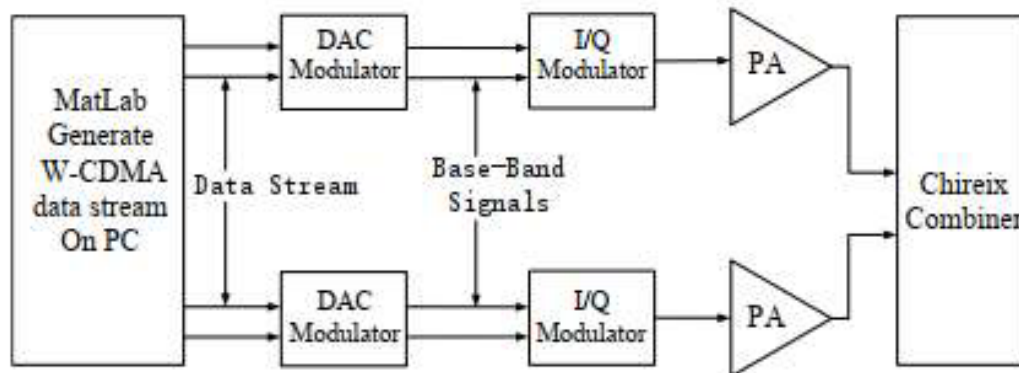 MatLab
Generate
W-CDMA
data stream
On PC
DAC
Modulator
I/Q
Modulator
PA
Data Stream
Base-Band
Signals
Chireix
Combiner
DAC
Modulator
I/Q
Modulator
PA